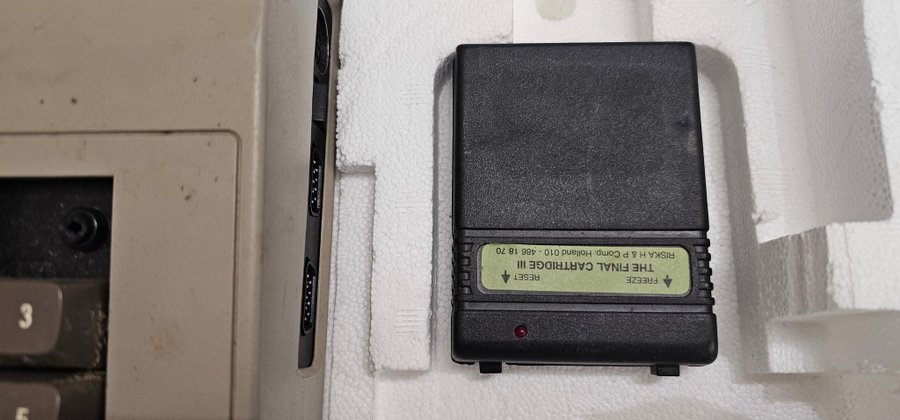 FREEZE RESET
THE FINAL CARTRIDGE III
RISKA H & P Comp. Holland 010 - 486 18 70
3
5